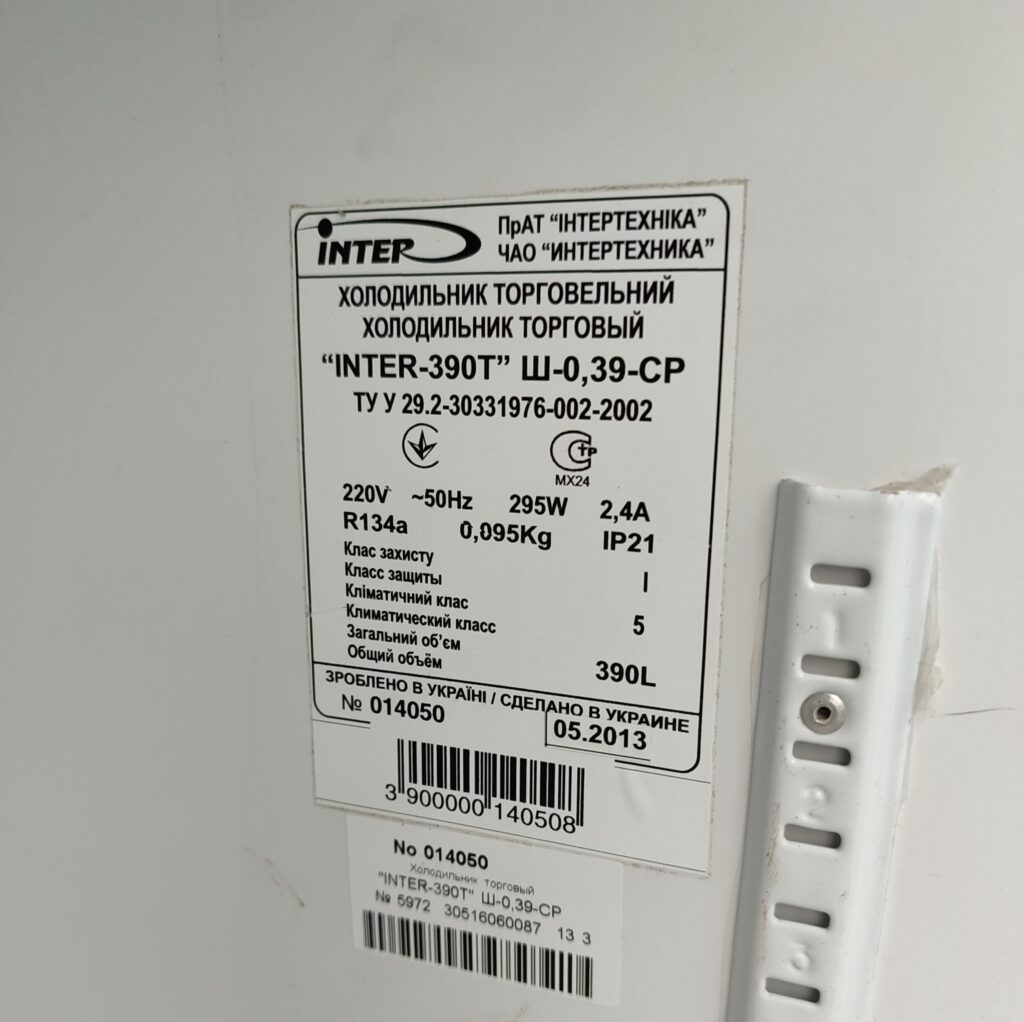 INTER
ПрАТ “ІНТЕРТЕХНІКА”
ЧАО “ИНТЕРТЕХНИКА”
ХОЛОДИЛЬНИК ТОРГОВЕЛЬНИЙ
ХОЛОДИЛЬНИК ТОРГОВЫЙ
“INTER-390T” Ш-0,39-СР
ТУ У 29.2-30331976-002-2002
MX24
220V ~50Hz 295W 2,4A
R134a 0,095Kg IP21
Клас захисту
Класс защиты I
Кліматичний клас
Климатический класс 5
Загальний об’єм
Общий объём 390L
ЗРОБЛЕНО В УКРАЇНІ / СДЕЛАНО В УКРАИНЕ
№ 014050 05.2013
3 900000 140508
No 014050
Холодильник торговый
"INTER-390T" Ш-0,39-СР
№ 5972 30516060087 13 3